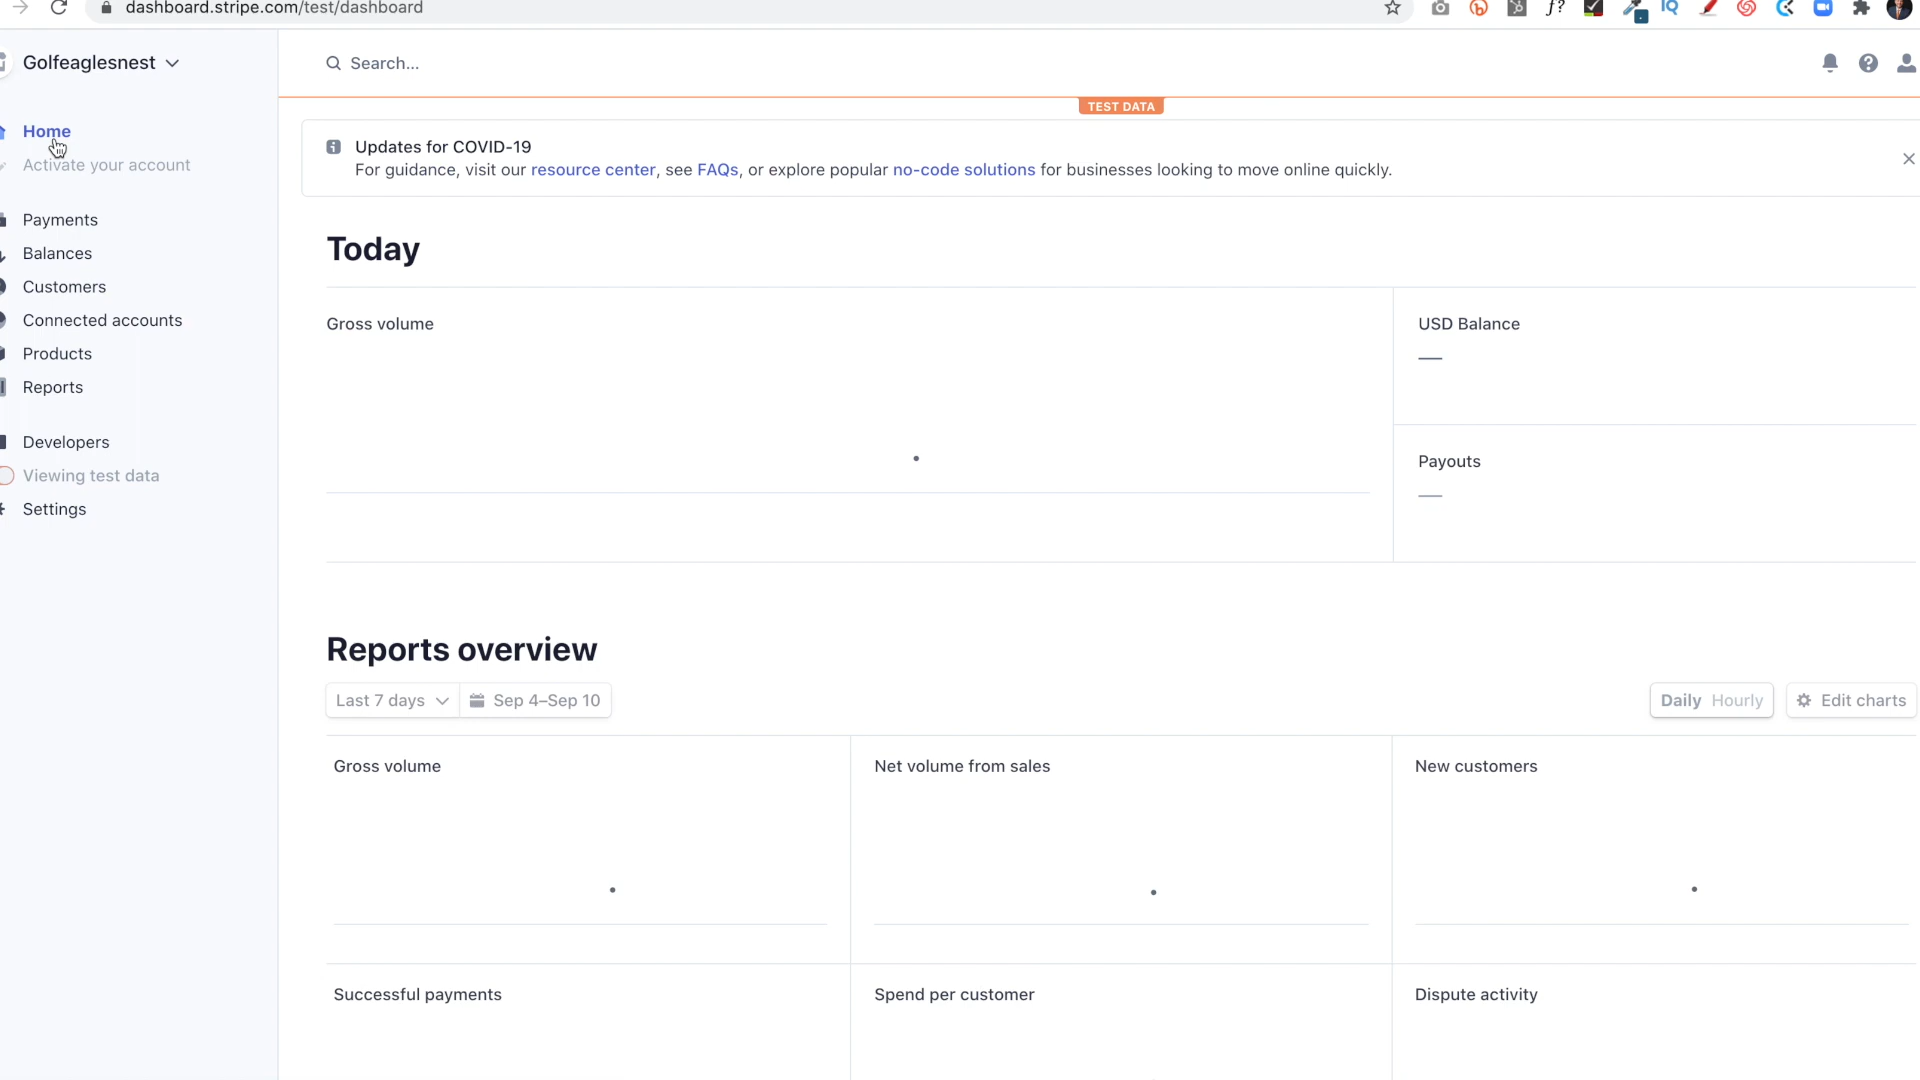 dashboard.stripe.com/test/dashboard
Golfeaglesnest
Search...
TEST DATA
Home
Activate your account
Payments
Balances
Customers
Connected accounts
Products
Reports
Developers
Viewing test data
Settings
Updates for COVID-19
For guidance, visit our resource center, see FAQs, or explore popular no-code solutions for businesses looking to move online quickly.
Today
Gross volume
USD Balance
—
Payouts
—
Reports overview
Last 7 days
Sep 4–Sep 10
Daily Hourly
Edit charts
Gross volume
Net volume from sales
New customers
Successful payments
Spend per customer
Dispute activity